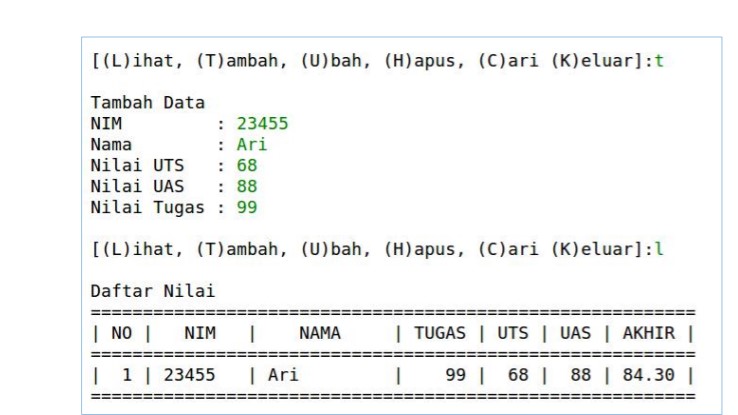 [(L)ihat, (T)ambah, (U)bah, (H)apus, (C)ari (K)eluar]:t
Tambah Data
NIM         : 23455
Nama        : Ari
Nilai UTS   : 68
Nilai UAS   : 88
Nilai Tugas : 99
[(L)ihat, (T)ambah, (U)bah, (H)apus, (C)ari (K)eluar]:l
Daftar Nilai
==========================================================
| NO |   NIM   |    NAMA     | TUGAS | UTS | UAS | AKHIR |
==========================================================
|  1 | 23455   | Ari         |    99 |  68 |  88 | 84.30 |
==========================================================